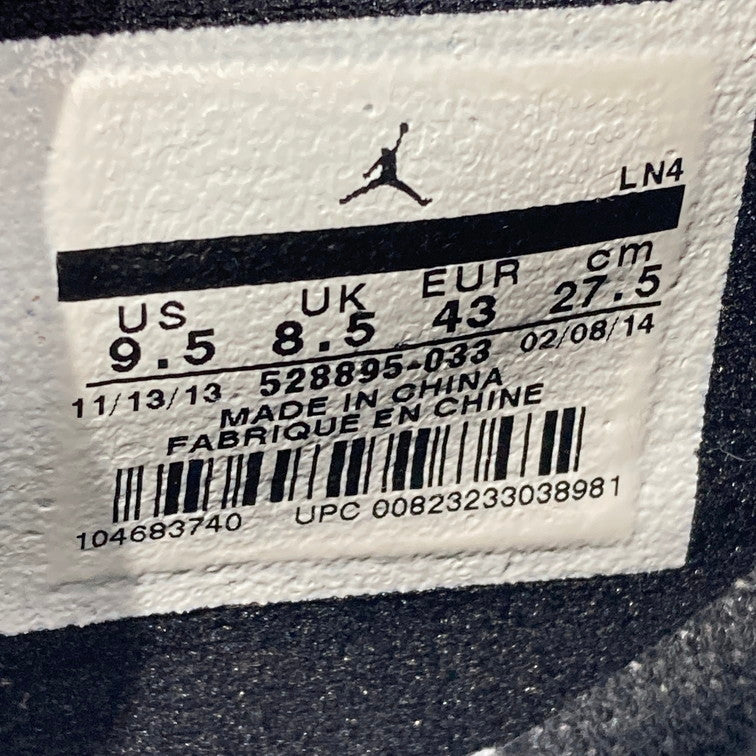 LN4
US UK EUR cm
9.5 8.5 43 27.5
11/13/13 528895-033 02/08/14
MADE IN CHINA
FABRIQUE EN CHINE
104683740 UPC 00823233038981